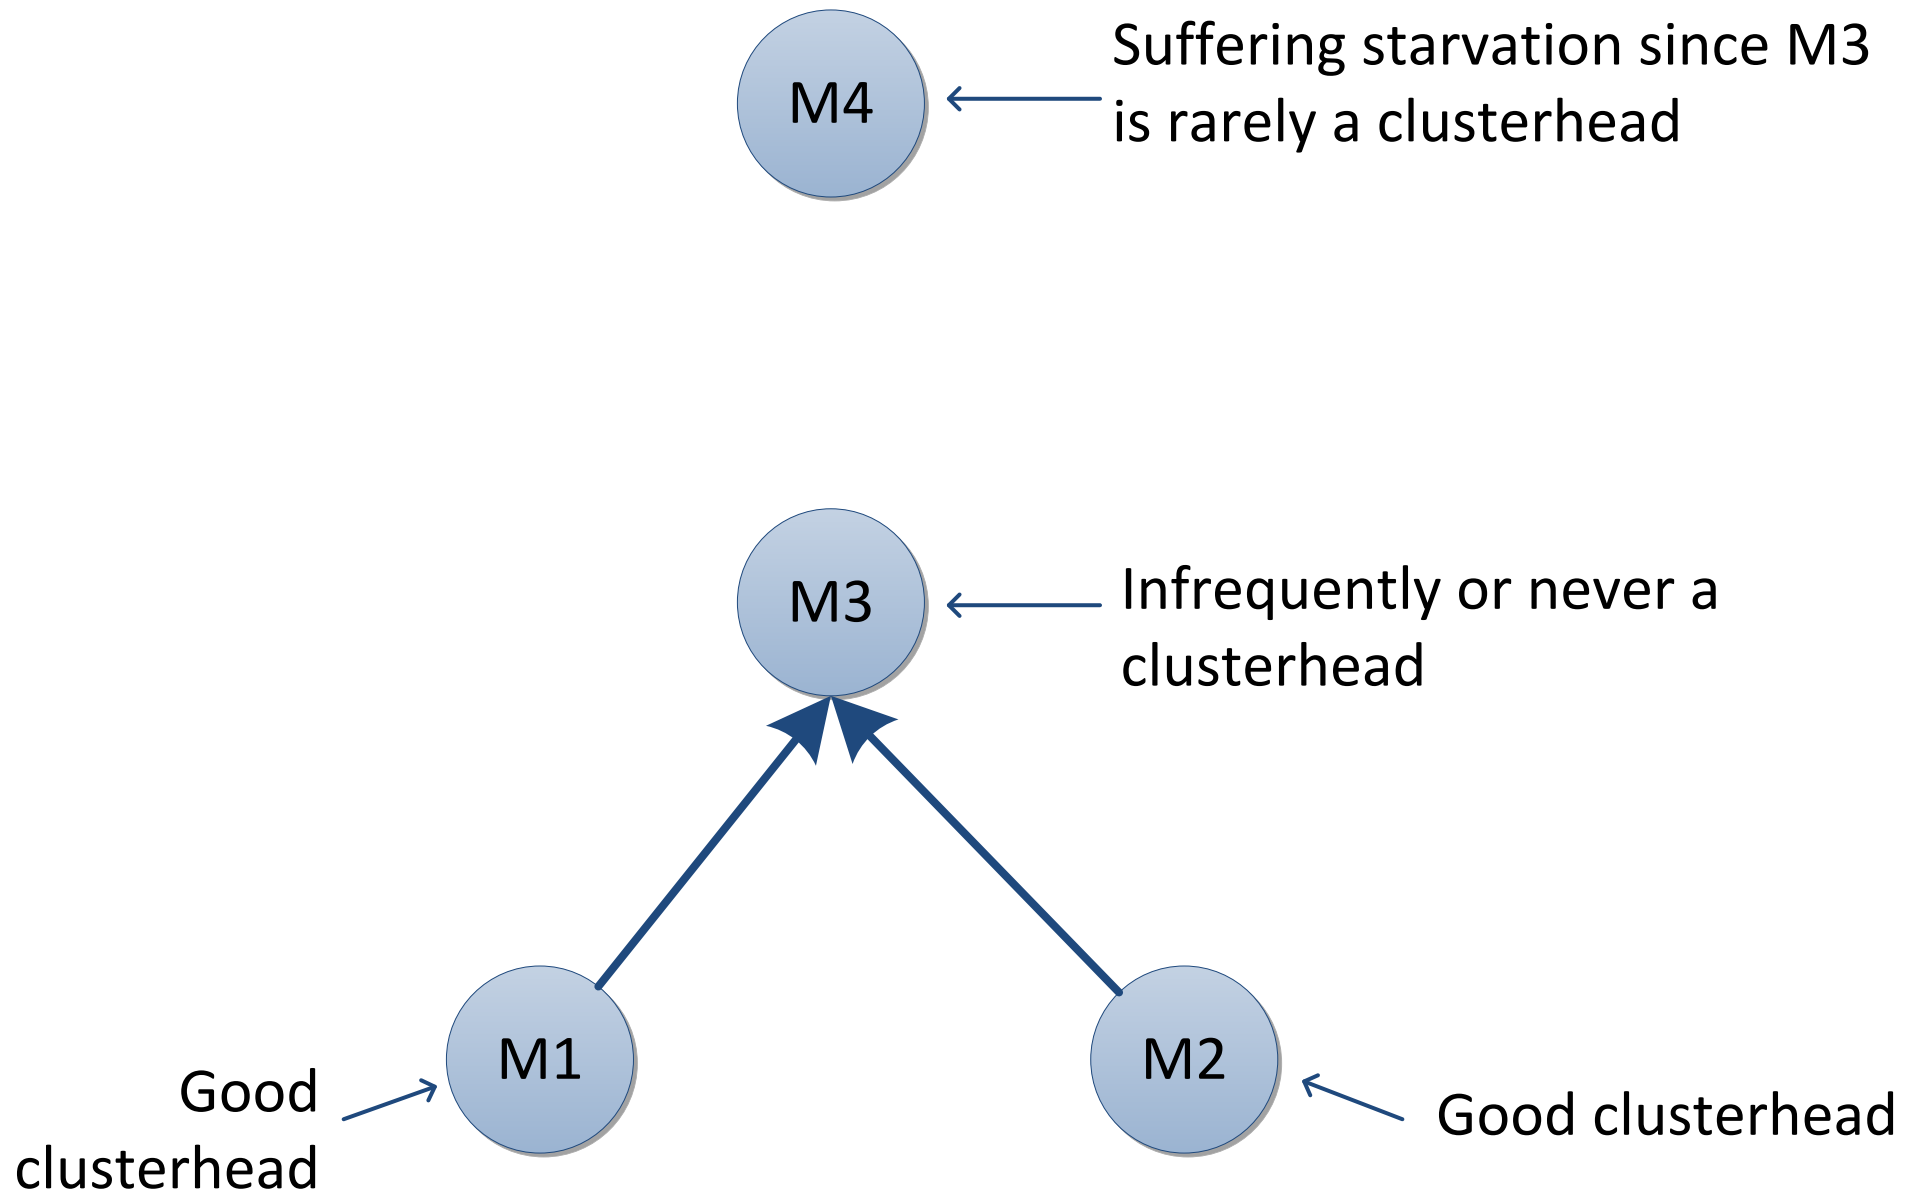 M4
Suffering starvation since M3
is rarely a clusterhead
M3
Infrequently or never a
clusterhead
M1
Good
clusterhead
M2
Good clusterhead